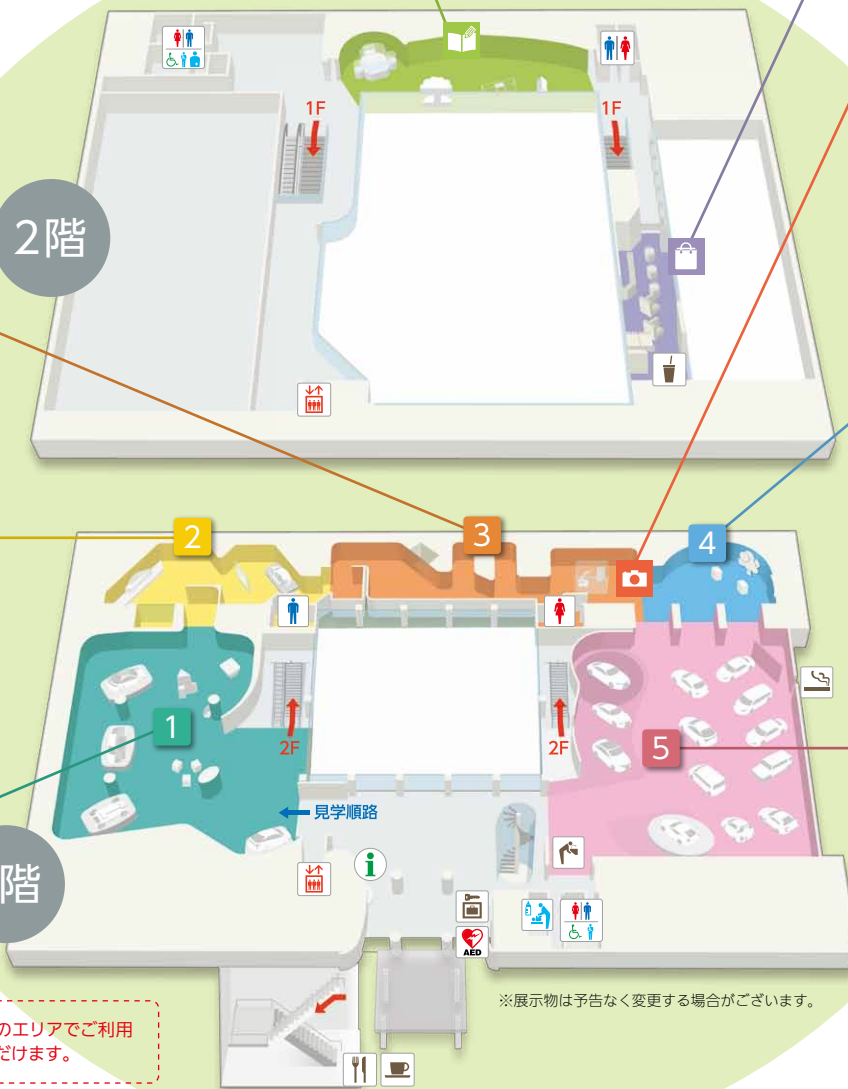 1F
1F
2階
2
3
4
1
2F
2F
5
見学順路
階
i
AED
※展示物は予告なく変更する場合がございます。
のエリアでご利用
だけます。